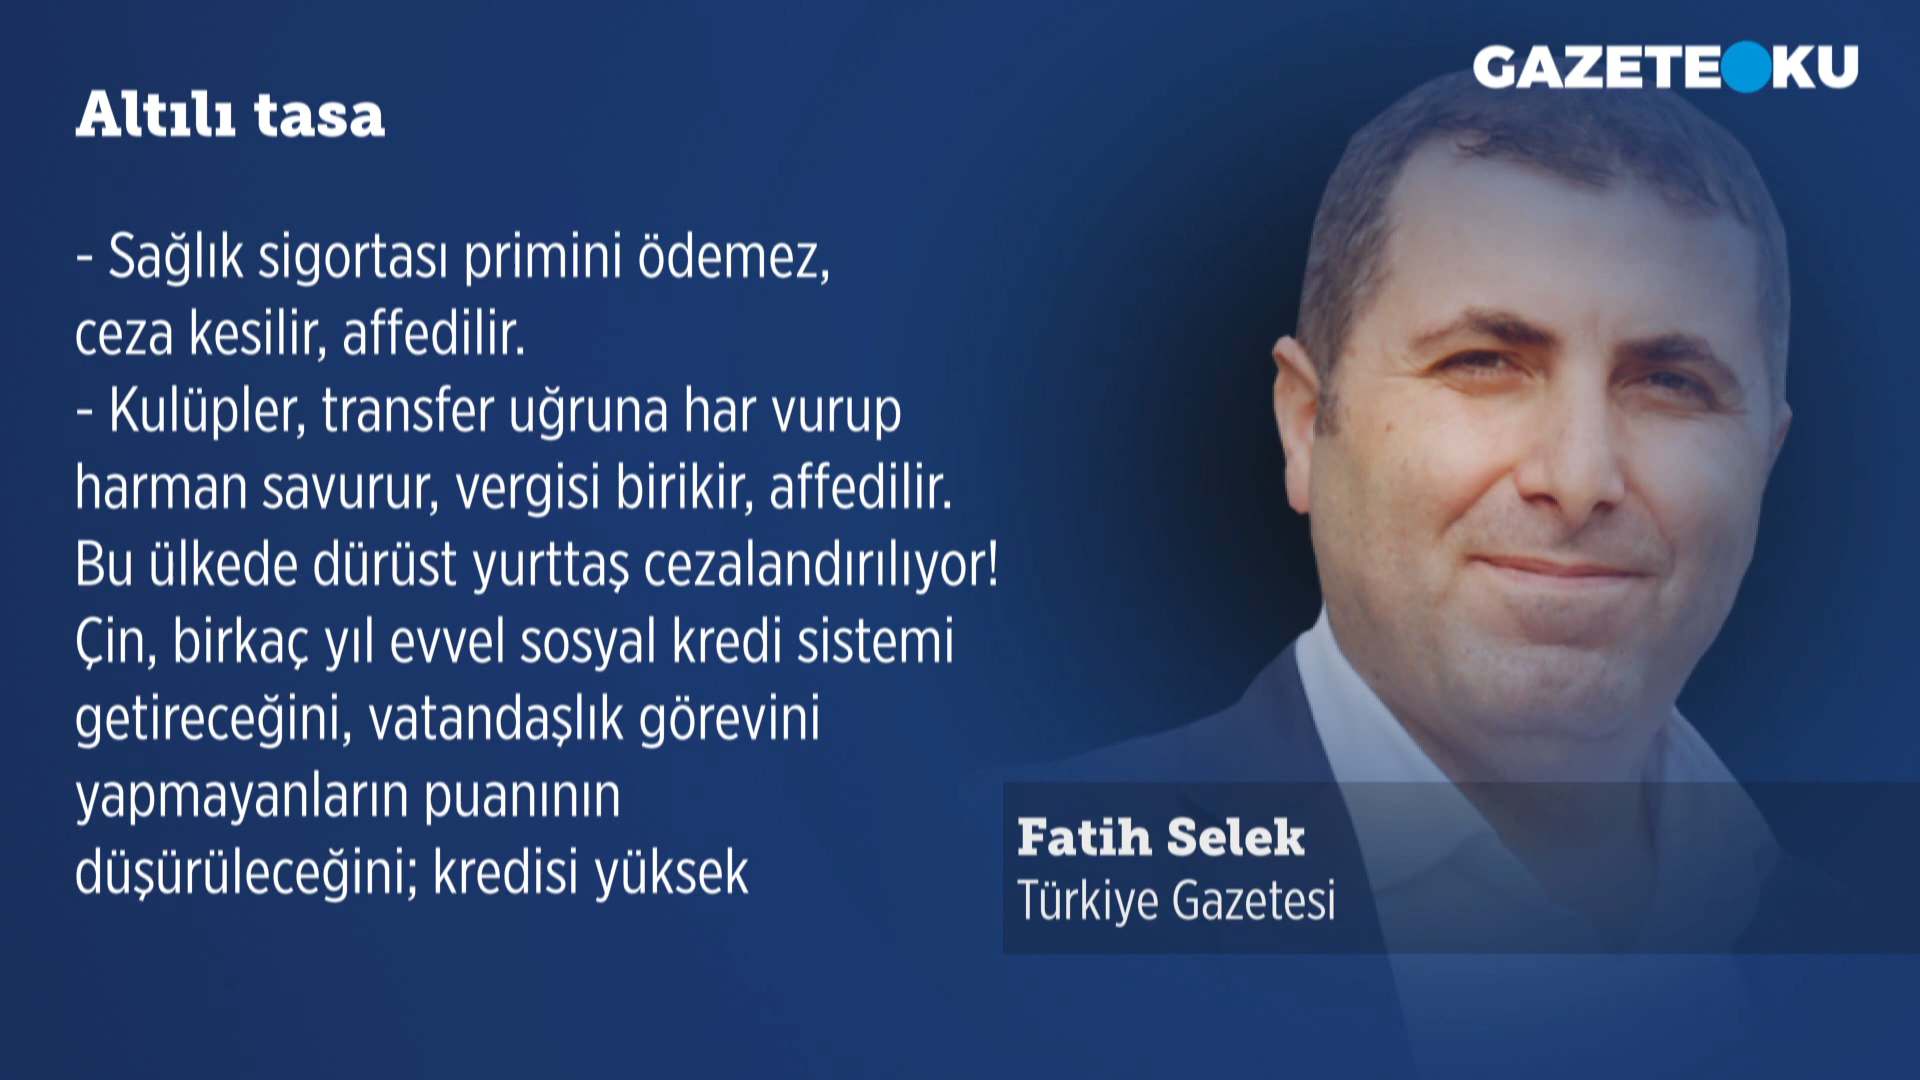 GAZETE KU
Altılı tasa
- Sağlık sigortası primini ödemez,
ceza kesilir, affedilir.
- Kulüpler, transfer uğruna har vurup
harman savurur, vergisi birikir, affedilir.
Bu ülkede dürüst yurttaş cezalandırılıyor!
Çin, birkaç yıl evvel sosyal kredi sistemi
getireceğini, vatandaşlık görevini
yapmayanların puanının
düşürüleceğini; kredisi yüksek
Fatih Selek
Türkiye Gazetesi